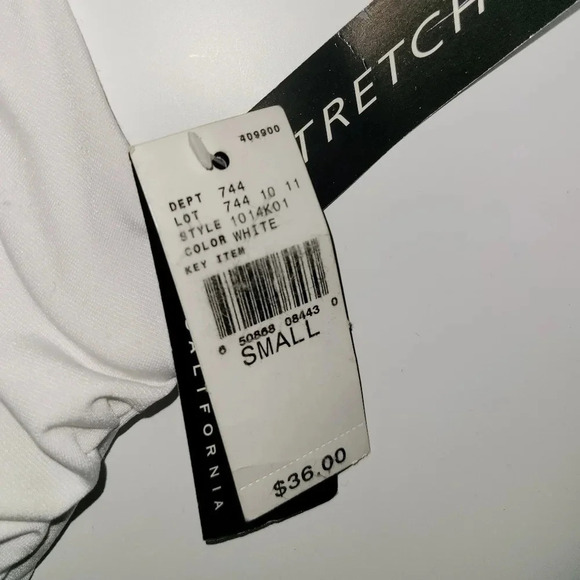 STRETCH
409900
DEPT 744
LOT 744 10 11
STYLE 1014K01
COLOR WHITE
KEY ITEM
6 50868 08443 0
SMALL
$36.00
CALIFORNIA